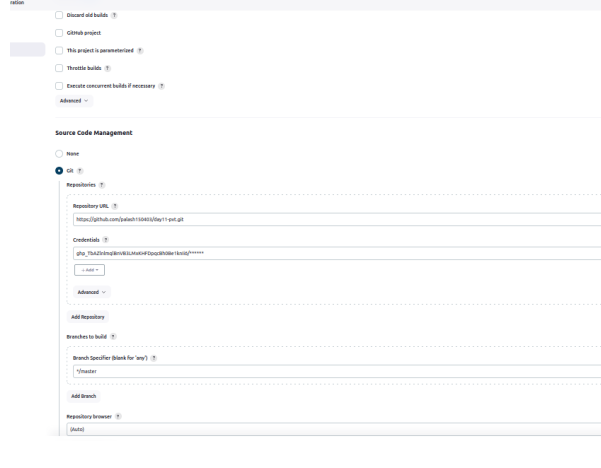 ration
Discard old builds ?
GitHub project
This project is parameterized ?
Throttle builds ?
Execute concurrent builds if necessary ?
Advanced
Source Code Management
None
Git ?
Repositories ?
Repository URL ?
https://github.com/palash150403/day11-pvt.git
Credentials ?
+ Add
Advanced
Add Repository
Branches to build ?
Branch Specifier (blank for 'any') ?
*/master
Add Branch
Repository browser ?
(Auto)